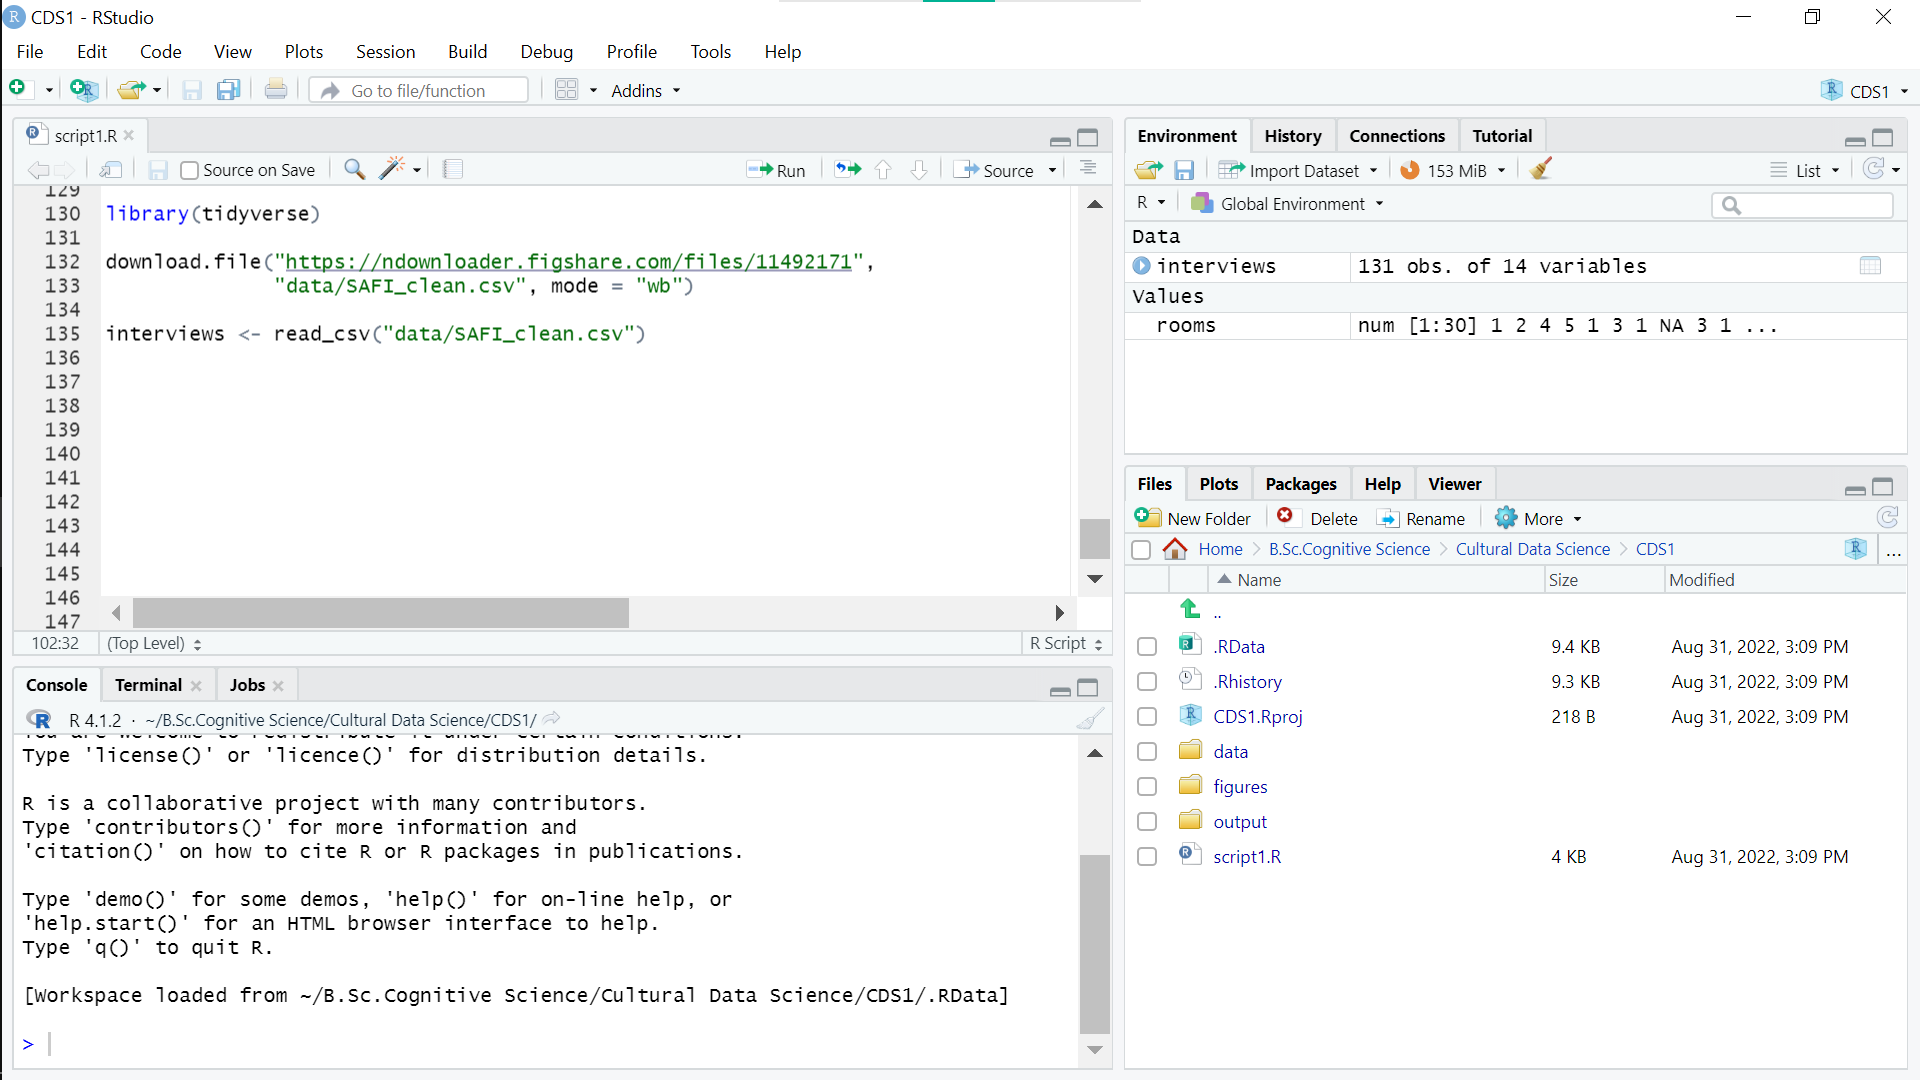 CDS1 - RStudio
File Edit Code View Plots Session Build Debug Profile Tools Help
Go to file/function Addins CDS1
script1.R
Source on Save Run Source
129
130 library(tidyverse)
131
132 download.file("https://ndownloader.figshare.com/files/11492171",
133 "data/SAFI_clean.csv", mode = "wb")
134
135 interviews <- read_csv("data/SAFI_clean.csv")
136
137
138
139
140
141
142
143
144
145
146
147
102:32 (Top Level) R Script
Console Terminal Jobs
R 4.1.2 · ~/B.Sc.Cognitive Science/Cultural Data Science/CDS1/
You are welcome to redistribute it under certain conditions.
Type 'license()' or 'licence()' for distribution details.
R is a collaborative project with many contributors.
Type 'contributors()' for more information and
'citation()' on how to cite R or R packages in publications.
Type 'demo()' for some demos, 'help()' for on-line help, or
'help.start()' for an HTML browser interface to help.
Type 'q()' to quit R.
[Workspace loaded from ~/B.Sc.Cognitive Science/Cultural Data Science/CDS1/.RData]
>
Environment History Connections Tutorial
Import Dataset 153 MiB List
R Global Environment
Data
interviews 131 obs. of 14 variables
Values
rooms num [1:30] 1 2 4 5 1 3 1 NA 3 1 ...
Files Plots Packages Help Viewer
New Folder Delete Rename More
Home B.Sc.Cognitive Science Cultural Data Science CDS1 ...
Name Size Modified
..
.RData 9.4 KB Aug 31, 2022, 3:09 PM
.Rhistory 9.3 KB Aug 31, 2022, 3:09 PM
CDS1.Rproj 218 B Aug 31, 2022, 3:09 PM
data
figures
output
script1.R 4 KB Aug 31, 2022, 3:09 PM